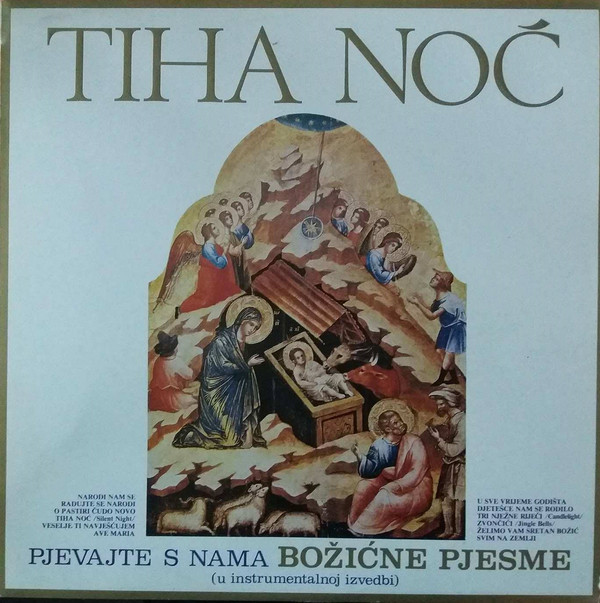 TIHA NOČ
NARODI NAM SE
RADUJTE SE NARODI
O PASTIRI ČUDO NOVO
TIHA NOĆ /Silent Night/
VESELJE TI NAVJEŠĆUJEM
AVE MARIA
U SVE VRIJEME GODIŠTA
DJETEŠCE NAM SE RODILO
TRI NJEŽNE RIJEČI /Candlelight/
ZVONČIĆI /Jingle Bells/
ŽELIMO VAM SRETAN BOŽIĆ
SVIM NA ZEMLJI
PJEVAJTE S NAMA BOŽIĆNE PJESME
(u instrumentalnoj izvedbi)